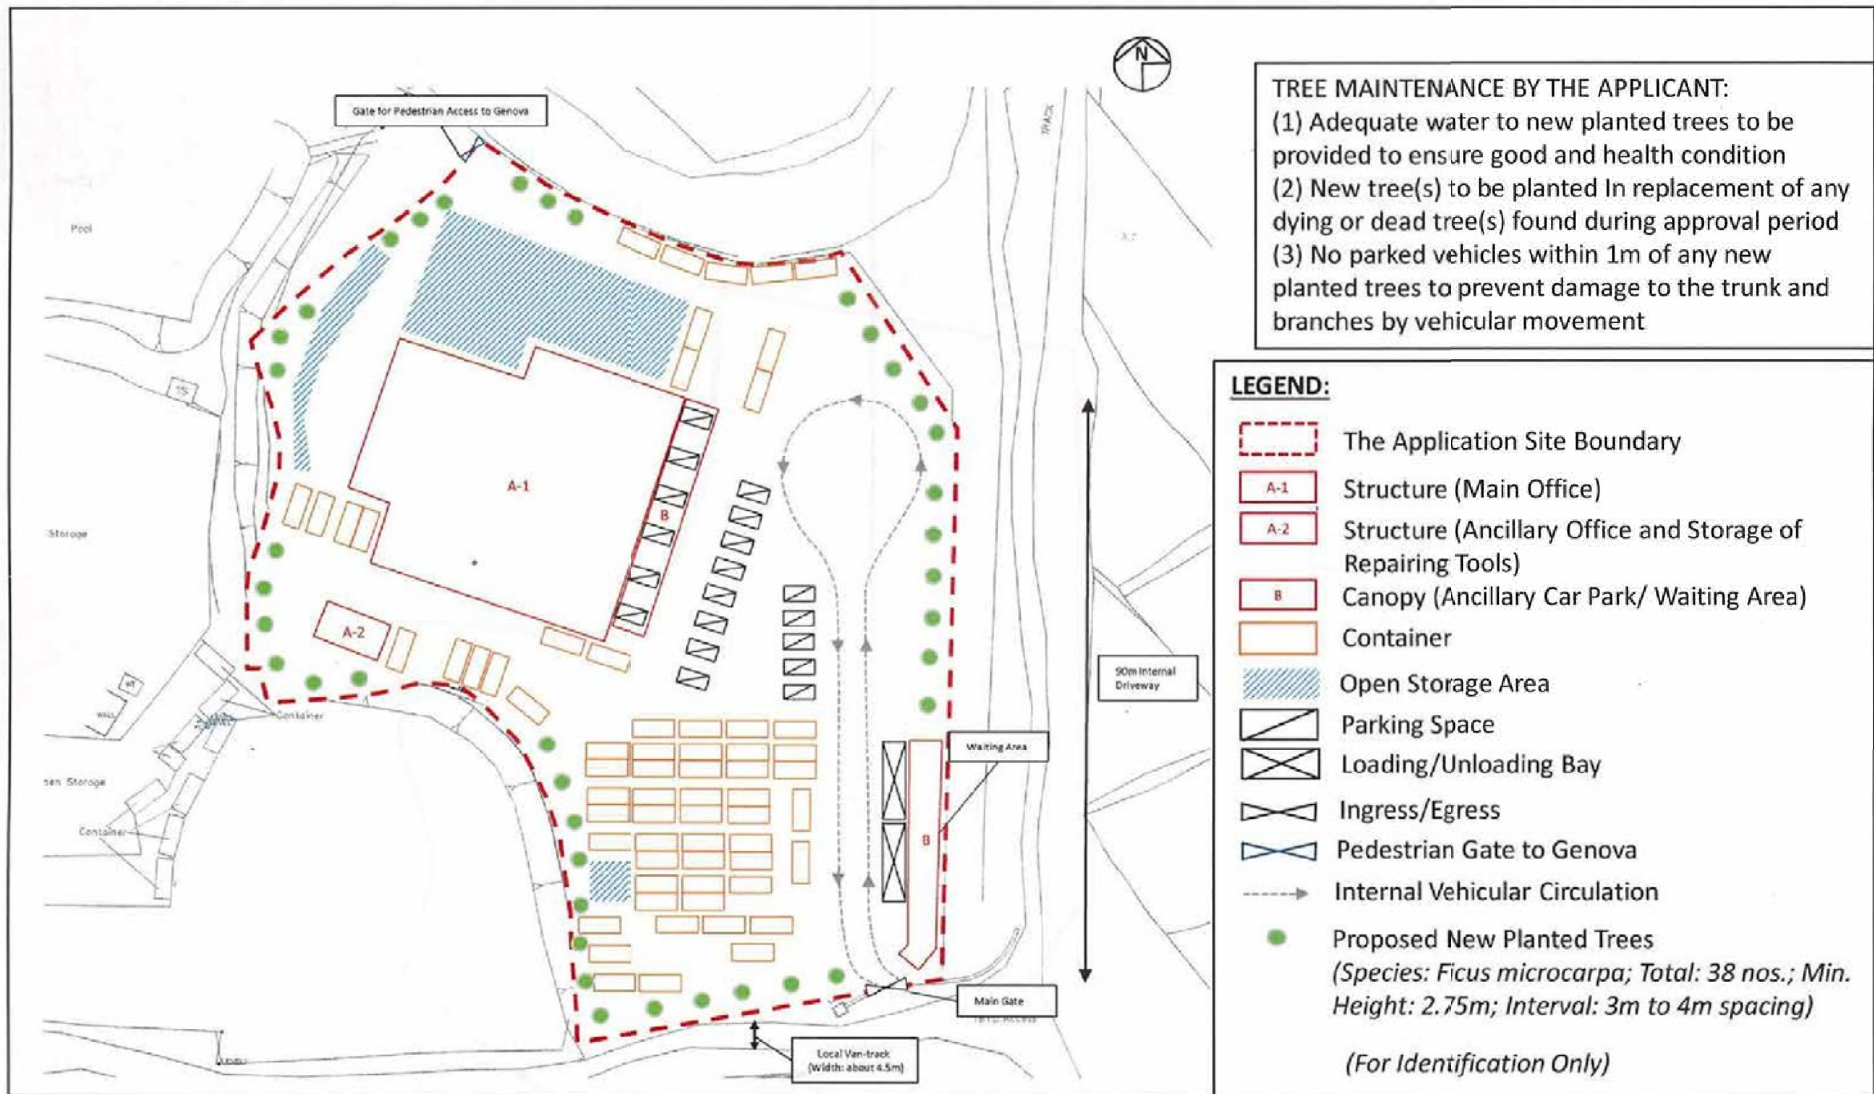 Gate for Pedestrian Access to Genova
N
TRACK
Pool
Storage
A-1
B
A-2
Container
Open Storage
Container
90m Internal
Driveway
Waiting Area
B
Main Gate
Local Van-track
(Width: about 4.5m)
TREE MAINTENANCE BY THE APPLICANT:
(1) Adequate water to new planted trees to be
provided to ensure good and health condition
(2) New tree(s) to be planted In replacement of any
dying or dead tree(s) found during approval period
(3) No parked vehicles within 1m of any new
planted trees to prevent damage to the trunk and
branches by vehicular movement
LEGEND:
The Application Site Boundary
A-1 Structure (Main Office)
A-2 Structure (Ancillary Office and Storage of
Repairing Tools)
B Canopy (Ancillary Car Park/ Waiting Area)
Container
Open Storage Area
Parking Space
Loading/Unloading Bay
Ingress/Egress
Pedestrian Gate to Genova
Internal Vehicular Circulation
Proposed New Planted Trees
(Species: Ficus microcarpa; Total: 38 nos.; Min.
Height: 2.75m; Interval: 3m to 4m spacing)
(For Identification Only)